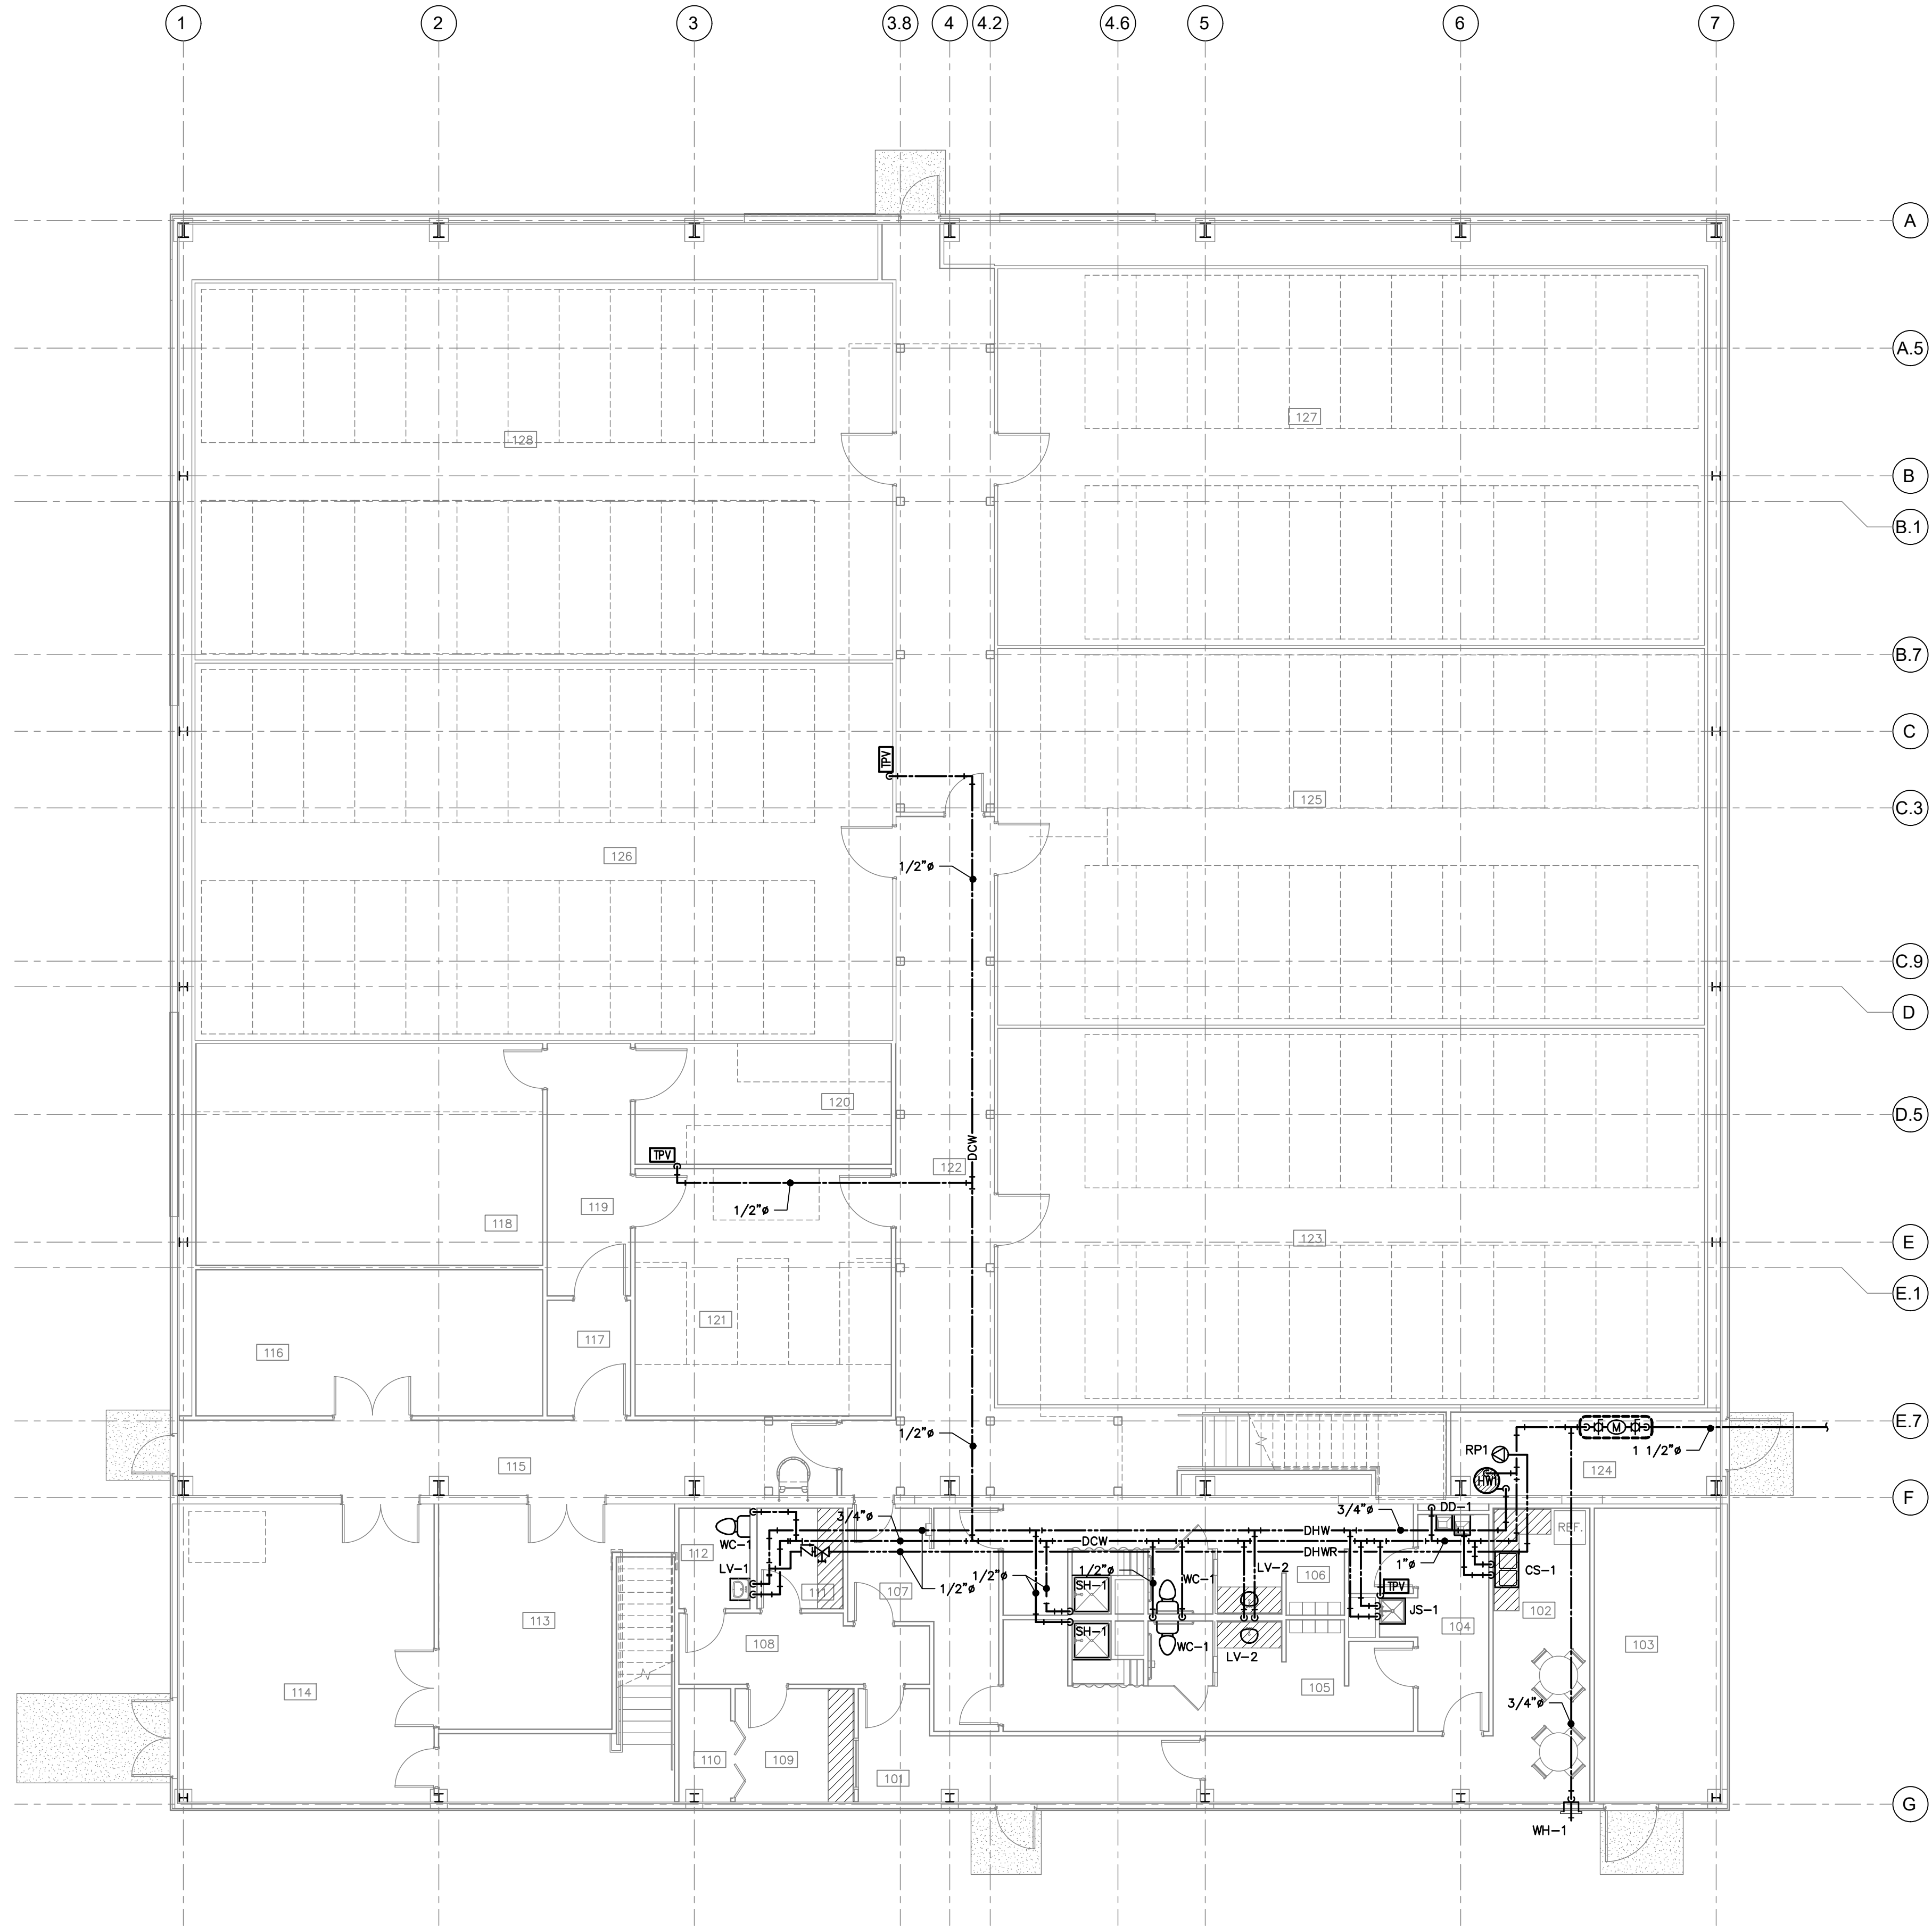 1
2
3
3.8
4
4.2
4.6
5
6
7
A
A.5
127
128
B
B.1
B.7
C
TPV
125
C.3
126
1/2"ø
C.9
D
120
D.5
DCW
TPV
122
119
118
1/2"ø
123
E
E.1
121
117
116
E.7
M
1/2"ø
RP1
1 1/2"ø
115
124
HW1
F
DD-1
3/4"ø
3/4"ø
WC-1
DHW
REF.
DCW
112
DHWR
LV-1
1/2"ø
1/2"ø
1/2"ø
LV-2
1"ø
CS-1
111
107
SH-1
WC-1
106
TPV
JS-1
102
113
108
SH-1
WC-1
LV-2
104
103
114
105
3/4"ø
110
109
101
G
WH-1